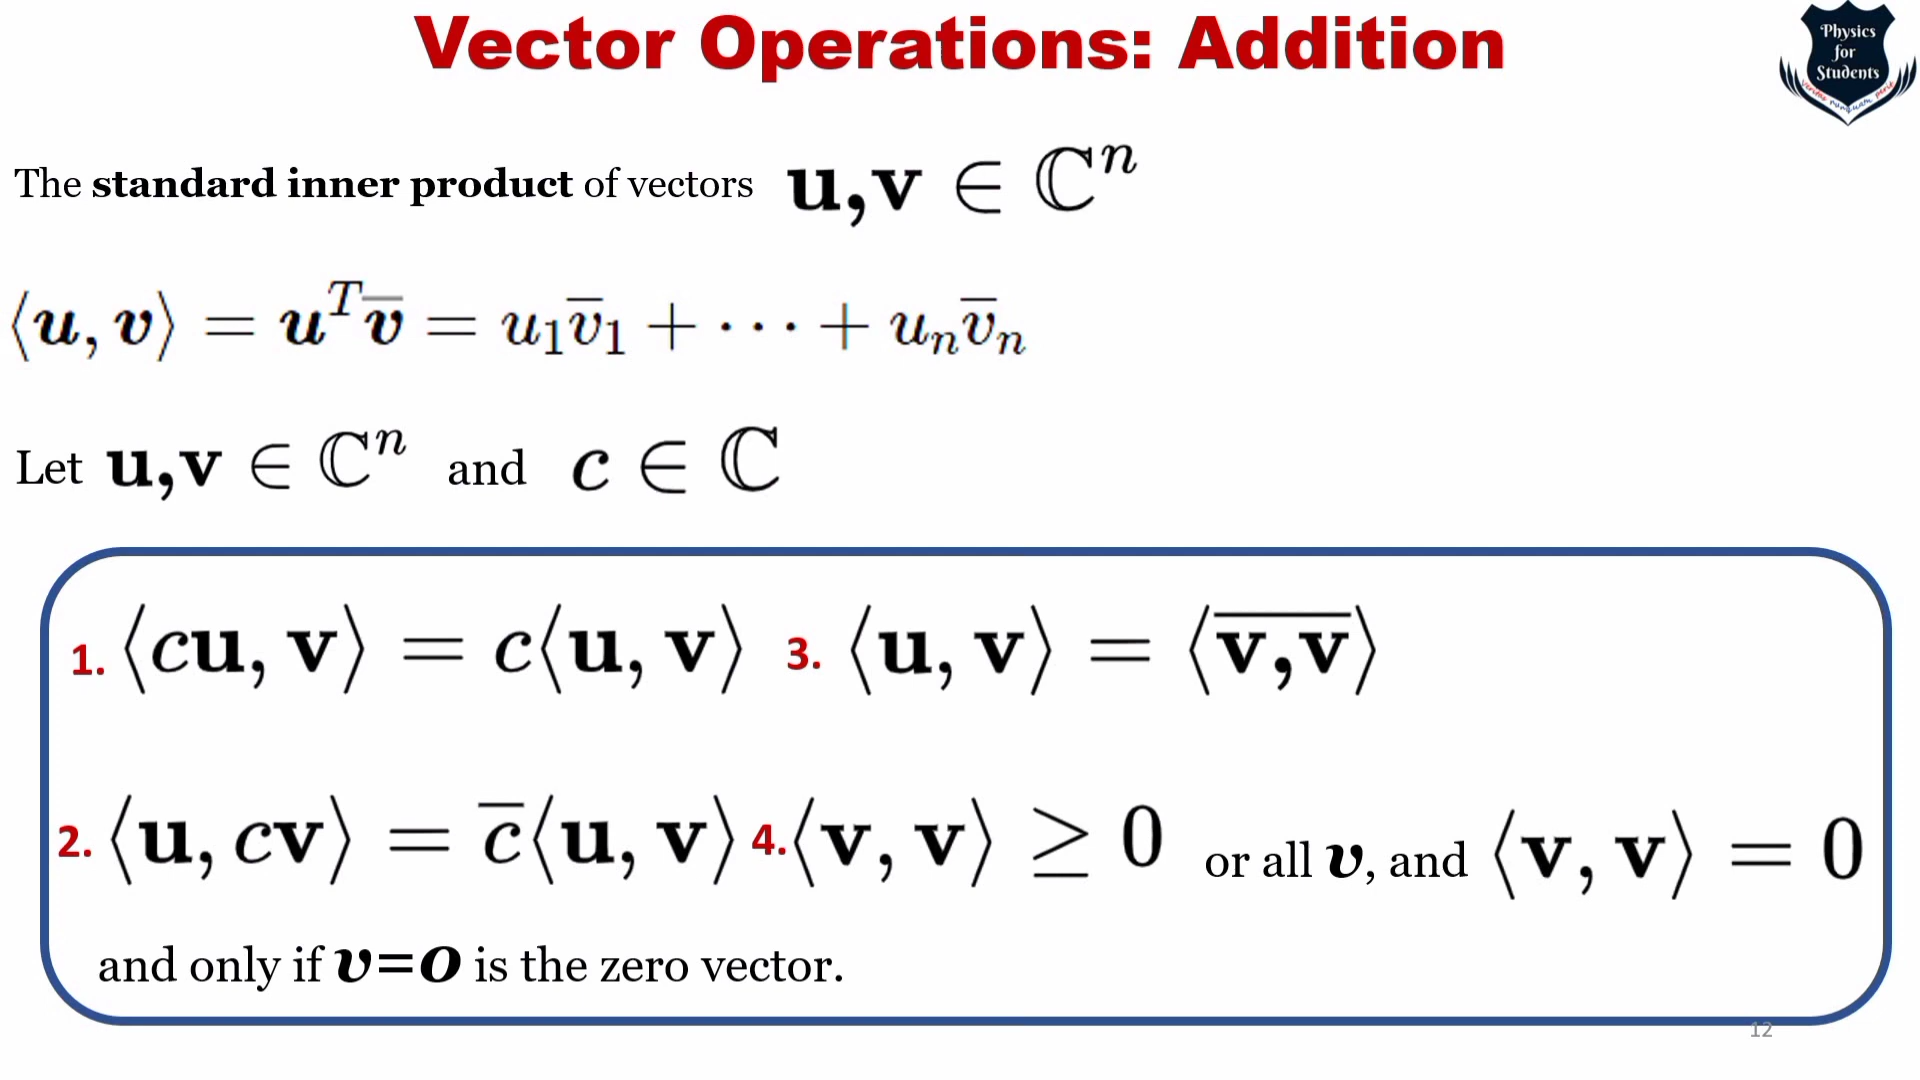 Vector Operations: Addition
Physics
for
Students
The standard inner product of vectors u,v ∈ ℂⁿ
⟨u, v⟩ = uᵀv̅ = u₁v̅₁ + ··· + uₙv̅ₙ
Let u,v ∈ ℂⁿ and c ∈ ℂ
1. ⟨cu, v⟩ = c⟨u, v⟩ 3. ⟨u, v⟩ = ⟨v̅,̅v̅⟩
2. ⟨u, cv⟩ = c̅⟨u, v⟩ 4. ⟨v, v⟩ ≥ 0 or all v, and ⟨v, v⟩ = 0
and only if v=0 is the zero vector.
12